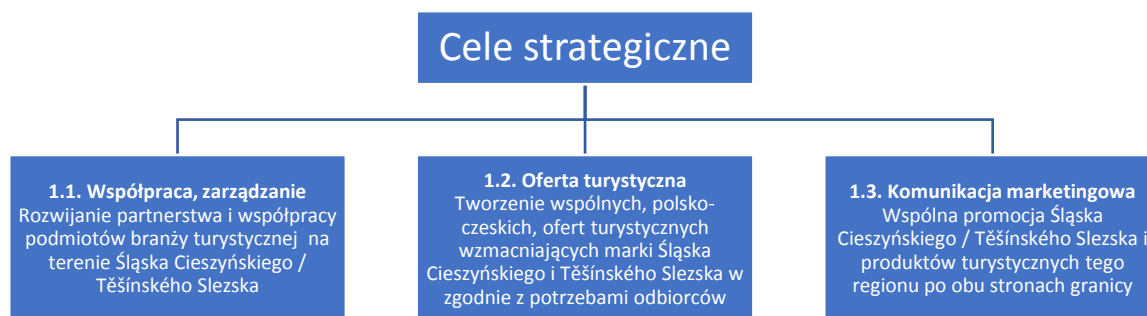 Cele strategiczne
1.1. Współpraca, zarządzanie
Rozwijanie partnerstwa i współpracy
podmiotów branży turystycznej na
terenie Śląska Cieszyńskiego /
Těšínského Slezska
1.2. Oferta turystyczna
Tworzenie wspólnych, polsko-
czeskich, ofert turystycznych
wzmacniających marki Śląska
Cieszyńskiego i Těšínského Slezska w
zgodnie z potrzebami odbiorców
1.3. Komunikacja marketingowa
Wspólna promocja Śląska
Cieszyńskiego / Těšínského Slezska i
produktów turystycznych tego
regionu po obu stronach granicy